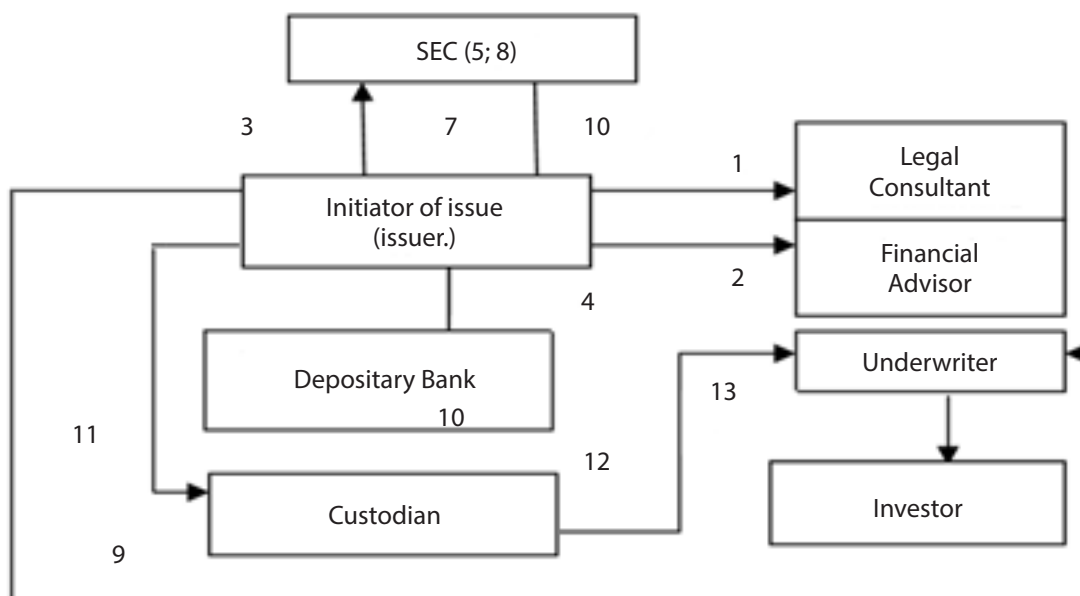 SEC (5; 8)
3
7
10
1
Legal
Consultant
Initiator of issue
(issuer.)
Financial
Advisor
2
4
Underwriter
Depositary Bank
10
13
11
12
Custodian
Investor
9